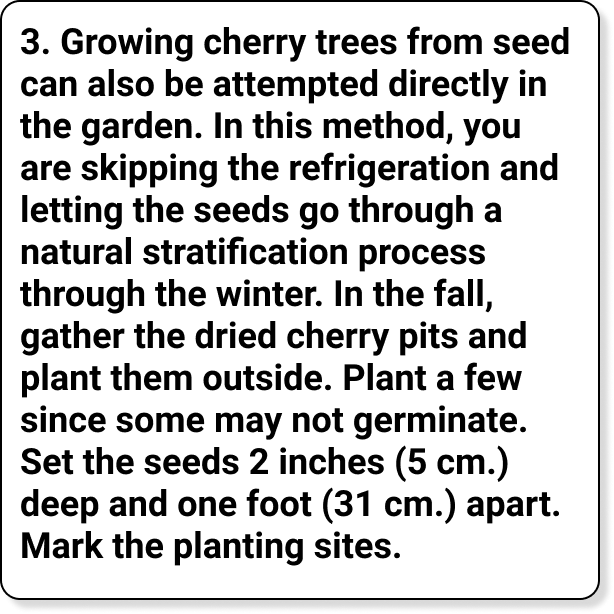 3. Growing cherry trees from seed
can also be attempted directly in
the garden. In this method, you
are skipping the refrigeration and
letting the seeds go through a
natural stratification process
through the winter. In the fall,
gather the dried cherry pits and
plant them outside. Plant a few
since some may not germinate.
Set the seeds 2 inches (5 cm.)
deep and one foot (31 cm.) apart.
Mark the planting sites.